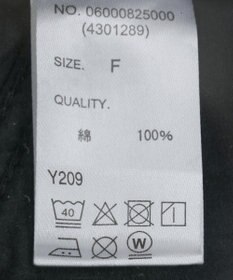 NO. 06000825000
(4301289)
SIZE. F
QUALITY.
綿 100%
Y209
40
W